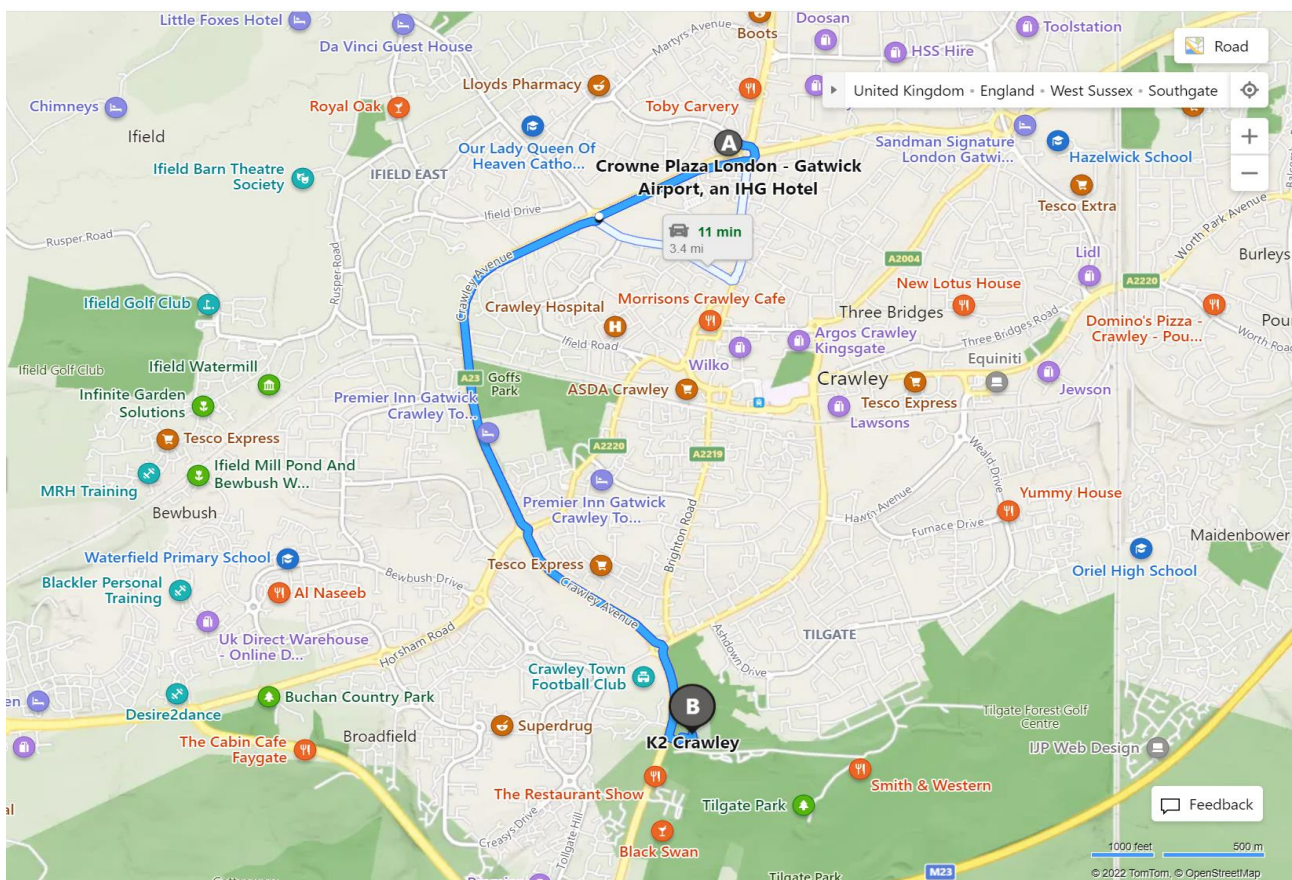 Little Foxes Hotel
Da Vinci Guest House
Martyrs Avenue
Boots
Doosan
HSS Hire
Toolstation
Road
Lloyds Pharmacy
Toby Carvery
United Kingdom • England • West Sussex • Southgate
Chimneys
Royal Oak
Ifield
Our Lady Queen Of
Heaven Catho...
A
Sandman Signature
London Gatwi...
Hazelwick School
Crowne Plaza London - Gatwick
Airport, an IHG Hotel
Ifield Barn Theatre
Society
IFIELD EAST
Tesco Extra
Ifield Drive
Rusper Road
Rusper Road
11 min
3.4 mi
Worth Park Avenue
Crawley Avenue
A2004
Lidl
Burleys
A2220
Ifield Golf Club
Crawley Hospital
Morrisons Crawley Cafe
New Lotus House
Three Bridges
Three Bridges Road
Domino's Pizza -
Crawley - Pou...
Pou
Worth Road
Ifield Road
Argos Crawley
Kingsgate
Wilko
Equiniti
Ifield Golf Club
Ifield Watermill
A23
Goffs
Park
ASDA Crawley
Crawley
Tesco Express
Jewson
Infinite Garden
Solutions
Premier Inn Gatwick
Crawley To...
Lawsons
Tesco Express
A2220
A2219
Weald Drive
MRH Training
Ifield Mill Pond And
Bewbush W...
Bewbush
Premier Inn Gatwick
Crawley To...
Yummy House
Hawth Avenue
Furnace Drive
Brighton Road
Maidenbower
Waterfield Primary School
Tesco Express
Oriel High School
Blackler Personal
Training
Bewbush Drive
Al Naseeb
Crawley Avenue
Uk Direct Warehouse
- Online D...
Horsham Road
Ashdown Drive
TILGATE
Crawley Town
Football Club
Buchan Country Park
B
Desire2dance
Superdrug
Tilgate Forest Golf
Centre
Broadfield
K2 Crawley
The Cabin Cafe
Faygate
IJP Web Design
The Restaurant Show
Smith & Western
Tilgate Park
Feedback
Creasys Drive
Tollgate Hill
Black Swan
1000 feet
500 m
M23
Tilgate Park
© 2022 TomTom, © OpenStreetMap